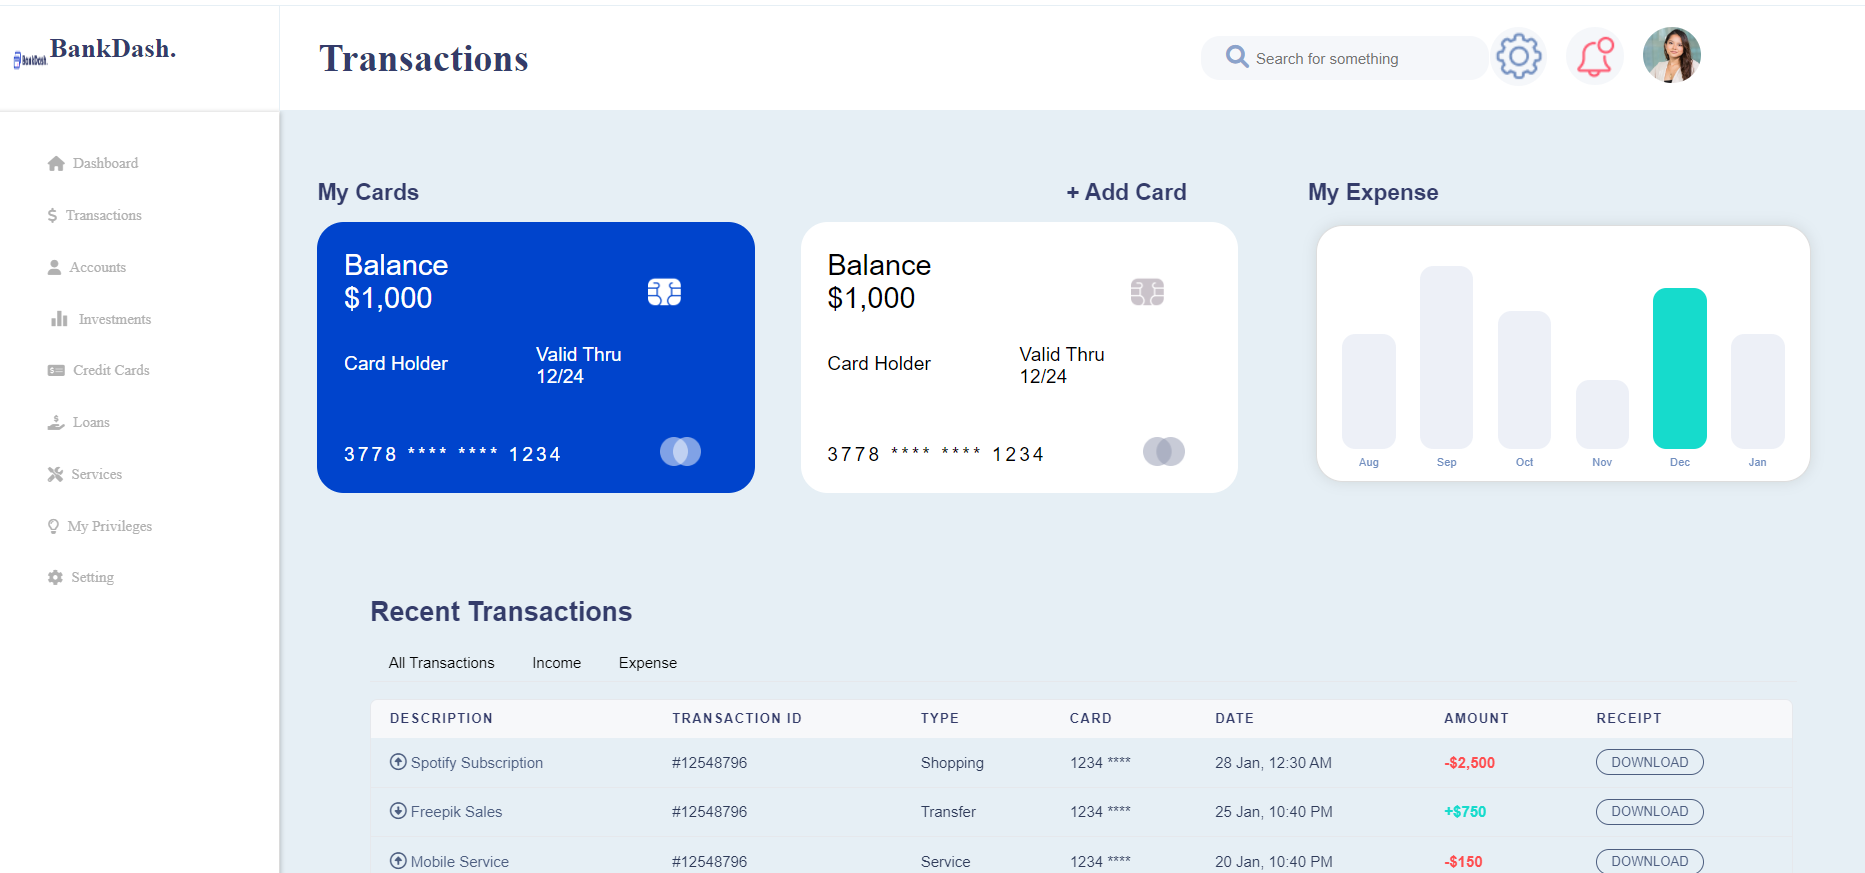 BankDash.
BankDash.
Transactions
Search for something
Dashboard
Transactions
Accounts
Investments
Credit Cards
Loans
Services
My Privileges
Setting
My Cards
+ Add Card
My Expense
Balance
$1,000
Card Holder
Valid Thru
12/24
3778 **** **** 1234
Balance
$1,000
Card Holder
Valid Thru
12/24
3778 **** **** 1234
Aug Sep Oct Nov Dec Jan
Recent Transactions
All Transactions Income Expense
DESCRIPTION TRANSACTION ID TYPE CARD DATE AMOUNT RECEIPT
Spotify Subscription #12548796 Shopping 1234 **** 28 Jan, 12:30 AM -$2,500 DOWNLOAD
Freepik Sales #12548796 Transfer 1234 **** 25 Jan, 10:40 PM +$750 DOWNLOAD
Mobile Service #12548796 Service 1234 **** 20 Jan, 10:40 PM -$150 DOWNLOAD